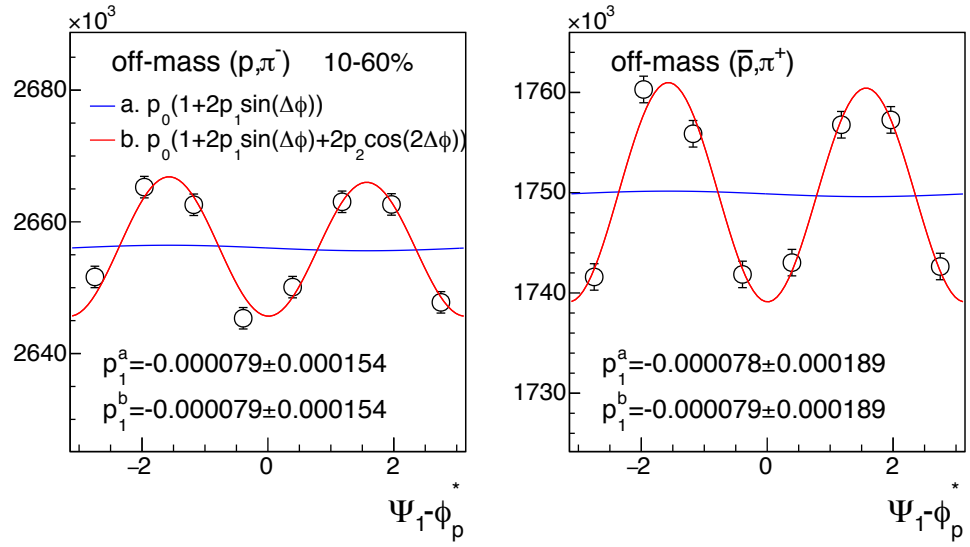 ×10³
off-mass (p,π⁻) 10-60%
a. p₀(1+2p₁sin(Δϕ))
b. p₀(1+2p₁sin(Δϕ)+2p₂cos(2Δϕ))
2680
2660
2640
p₁ᵃ=-0.000079±0.000154
p₁ᵇ=-0.000079±0.000154
−2 0 2
Ψ₁-ϕₚ*
×10³
off-mass (p̅,π⁺)
1760
1750
1740
1730
p₁ᵃ=-0.000078±0.000189
p₁ᵇ=-0.000079±0.000189
−2 0 2
Ψ₁-ϕₚ*